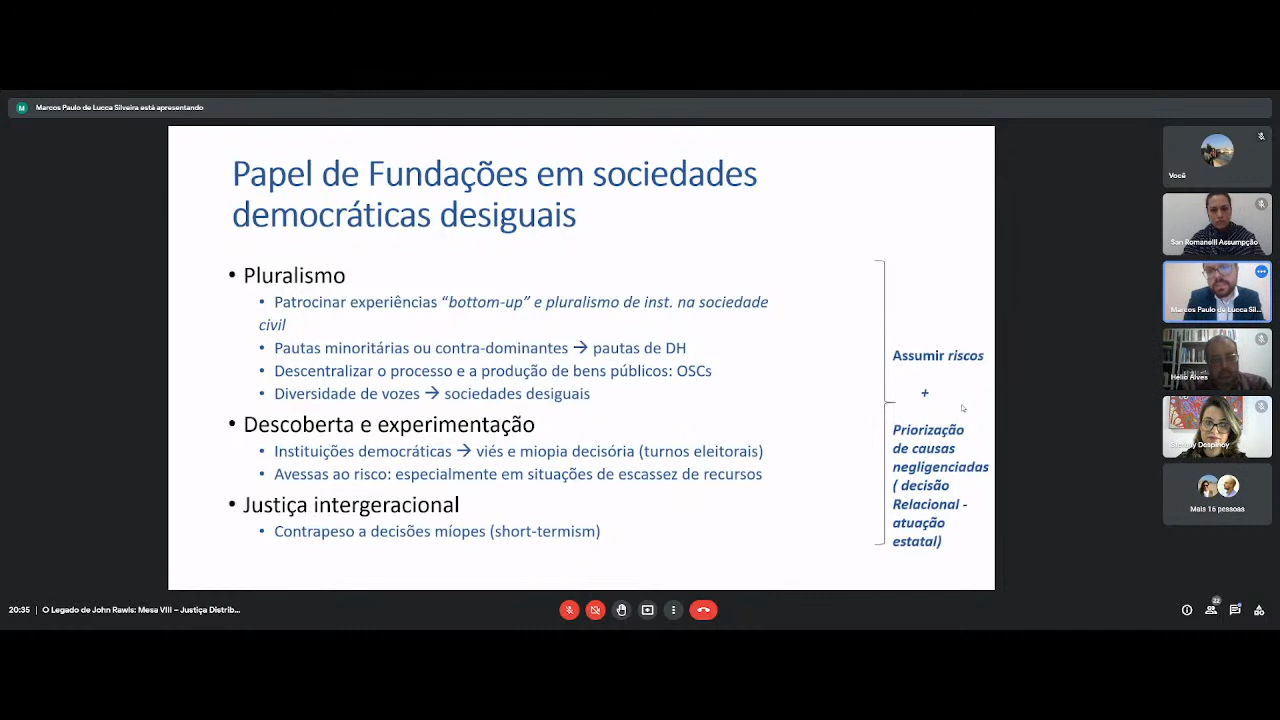 M
Marcos Paulo de Lucca Silveira está apresentando
Papel de Fundações em sociedades
democráticas desiguais
• Pluralismo
• Patrocinar experiências “bottom-up” e pluralismo de inst. na sociedade
civil
• Pautas minoritárias ou contra-dominantes → pautas de DH
• Descentralizar o processo e a produção de bens públicos: OSCs
• Diversidade de vozes → sociedades desiguais
• Descoberta e experimentação
• Instituições democráticas → viés e miopia decisória (turnos eleitorais)
• Avessas ao risco: especialmente em situações de escassez de recursos
• Justiça intergeracional
• Contrapeso a decisões míopes (short-termism)
Assumir riscos
+
Priorização
de causas
negligenciadas
( decisão
Relacional -
atuação
estatal)
Você
San Romanelli Assumpção
Marcos Paulo de Lucca Sil...
Helio Alves
Despinoy
Mais 16 pessoas
20:35 | O Legado de John Rawls: Mesa VIII – Justiça Distrib...
22